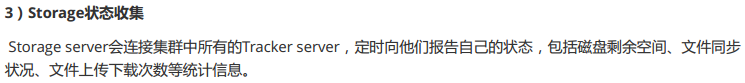 3）Storage状态收集
Storage server会连接集群中所有的Tracker server，定时向他们报告自己的状态，包括磁盘剩余空间、文件同步
状况、文件上传下载次数等统计信息。